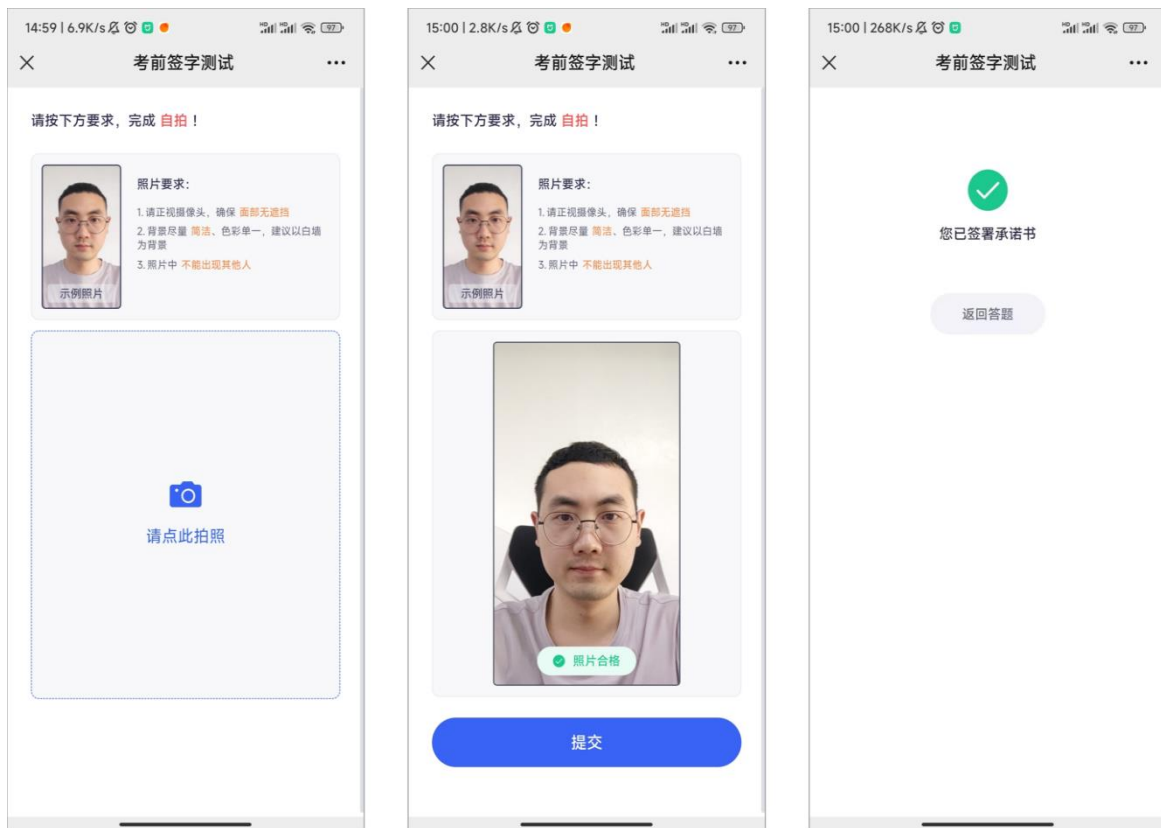 14:59 | 6.9K/s
考前签字测试
请按下方要求，完成 自拍！
照片要求：
1. 请正视摄像头，确保 面部无遮挡
2. 背景尽量 简洁、色彩单一，建议以白墙
为背景
3. 照片中 不能出现其他人
示例照片
请点此拍照
15:00 | 2.8K/s
考前签字测试
请按下方要求，完成 自拍！
照片要求：
1. 请正视摄像头，确保 面部无遮挡
2. 背景尽量 简洁、色彩单一，建议以白墙
为背景
3. 照片中 不能出现其他人
示例照片
照片合格
提交
15:00 | 268K/s
考前签字测试
您已签署承诺书
返回答题